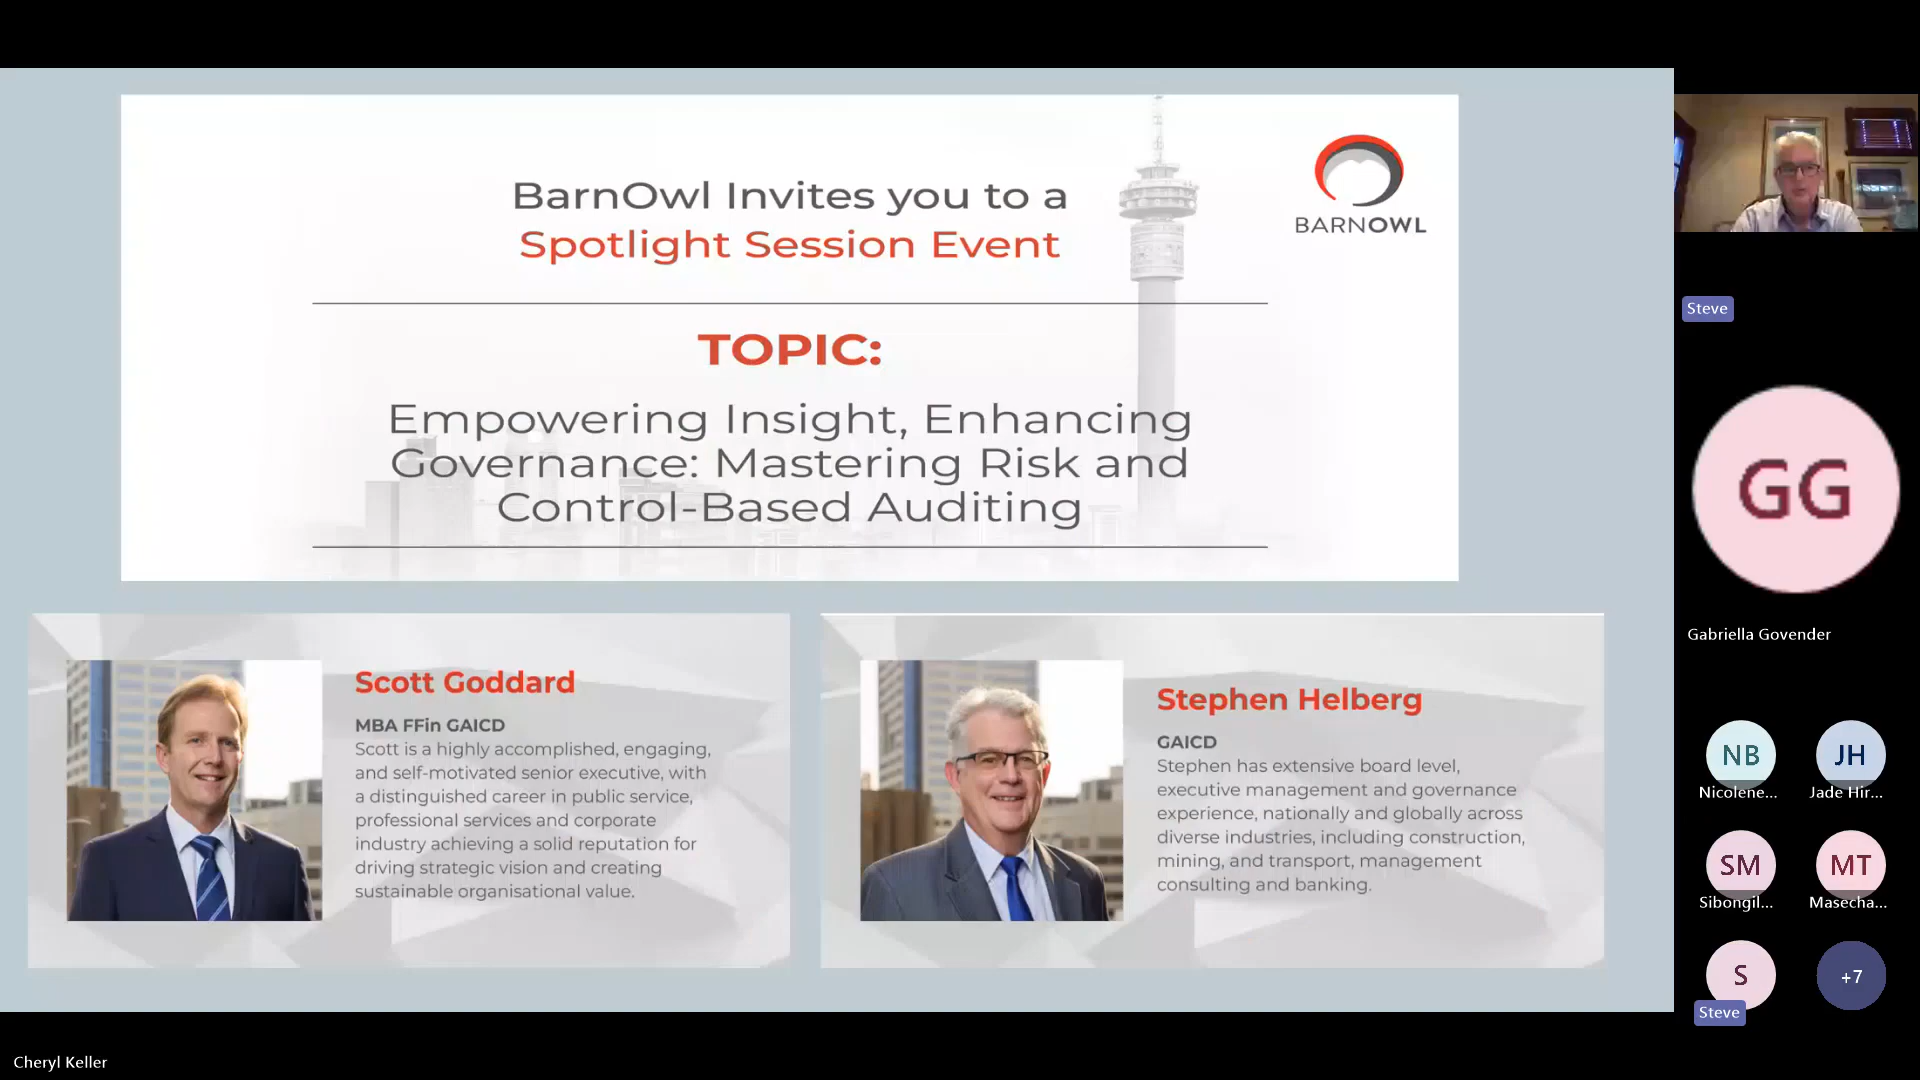 BarnOwl Invites you to a
Spotlight Session Event
BARNOWL
TOPIC:
Empowering Insight, Enhancing
Governance: Mastering Risk and
Control-Based Auditing
Scott Goddard
MBA FFin GAICD
Scott is a highly accomplished, engaging,
and self-motivated senior executive, with
a distinguished career in public service,
professional services and corporate
industry achieving a solid reputation for
driving strategic vision and creating
sustainable organisational value.
Stephen Helberg
GAICD
Stephen has extensive board level,
executive management and governance
experience, nationally and globally across
diverse industries, including construction,
mining, and transport, management
consulting and banking.
Steve
GG
Gabriella Govender
NB
Nicolene...
JH
Jade Hir...
SM
Sibongil...
MT
Masecha...
S
Steve
+7
Cheryl Keller